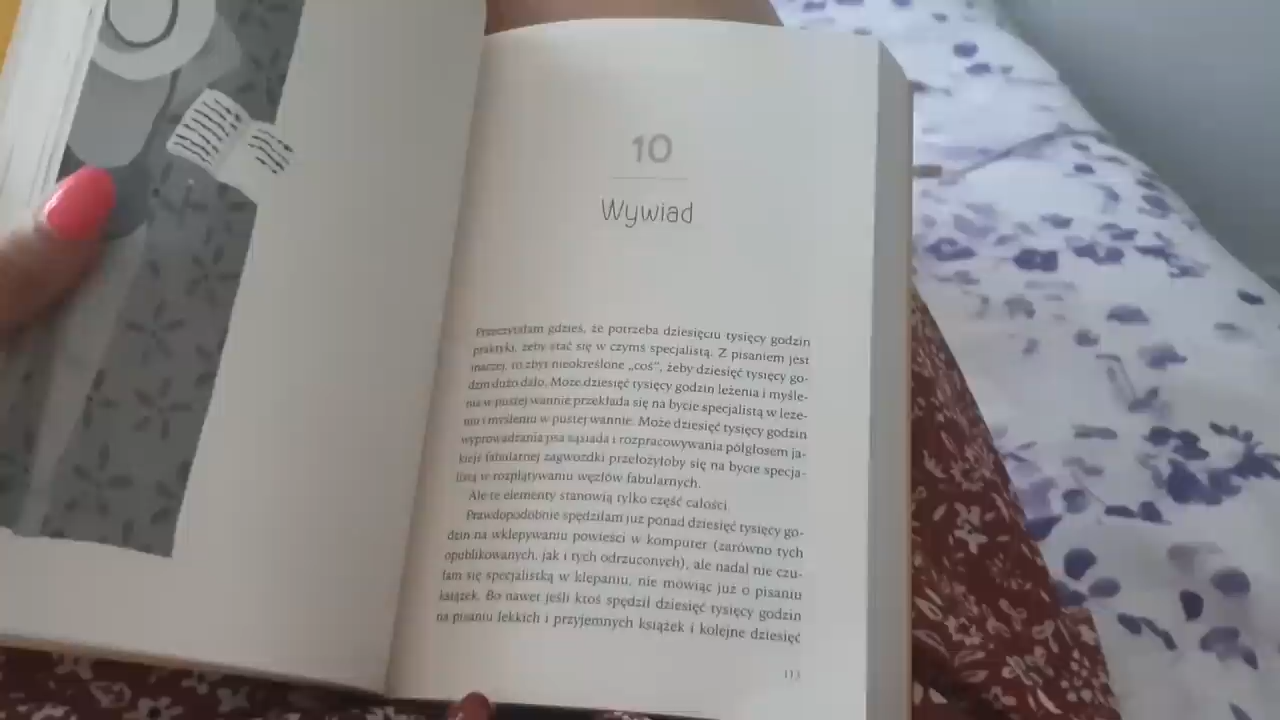 10
Wywiad
Przeczytałam gdzieś, że potrzeba dziesięciu tysięcy godzin
praktyki, żeby stać się w czymś specjalistą. Z pisaniem jest
inaczej, to zbyt nieokreślone „coś”, żeby dziesięć tysięcy go-
dzin dużo dało. Może dziesięć tysięcy godzin leżenia i myśle-
nia w pustej wannie przekłada się na bycie specjalistą w leże-
niu i myśleniu w pustej wannie. Może dziesięć tysięcy godzin
wyprowadzania psa sąsiada i rozpracowywania półgłosem ja-
kiejś fabularnej zagwozdki przełożyłoby się na bycie specja-
listą w rozplątywaniu węzłów fabularnych.
Ale te elementy stanowią tylko część całości.
Prawdopodobnie spędziłam już ponad dziesięć tysięcy go-
dzin na wklepywaniu powieści w komputer (zarówno tych
opublikowanych, jak i tych odrzuconych), ale nadal nie czu-
łam się specjalistką w klepaniu, nie mówiąc już o pisaniu
książek. Bo nawet jeśli ktoś spędził dziesięć tysięcy godzin
na pisaniu lekkich i przyjemnych książek i kolejne dziesięć